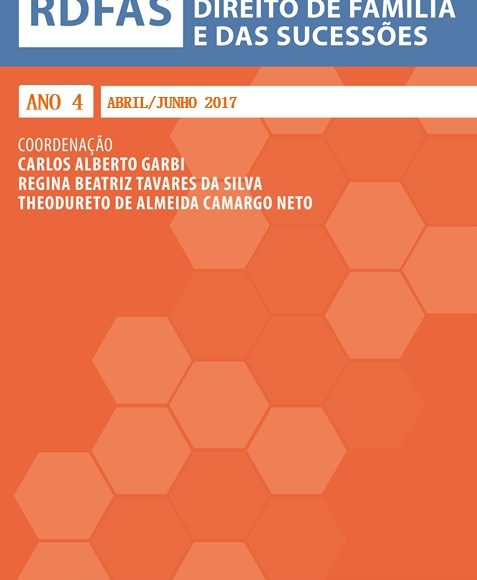 RDFAS
DIREITO DE FAMÍLIA
E DAS SUCESSÕES
ANO 4
ABRIL/JUNHO 2017
COORDENAÇÃO
CARLOS ALBERTO GARBI
REGINA BEATRIZ TAVARES DA SILVA
THEODURETO DE ALMEIDA CAMARGO NETO